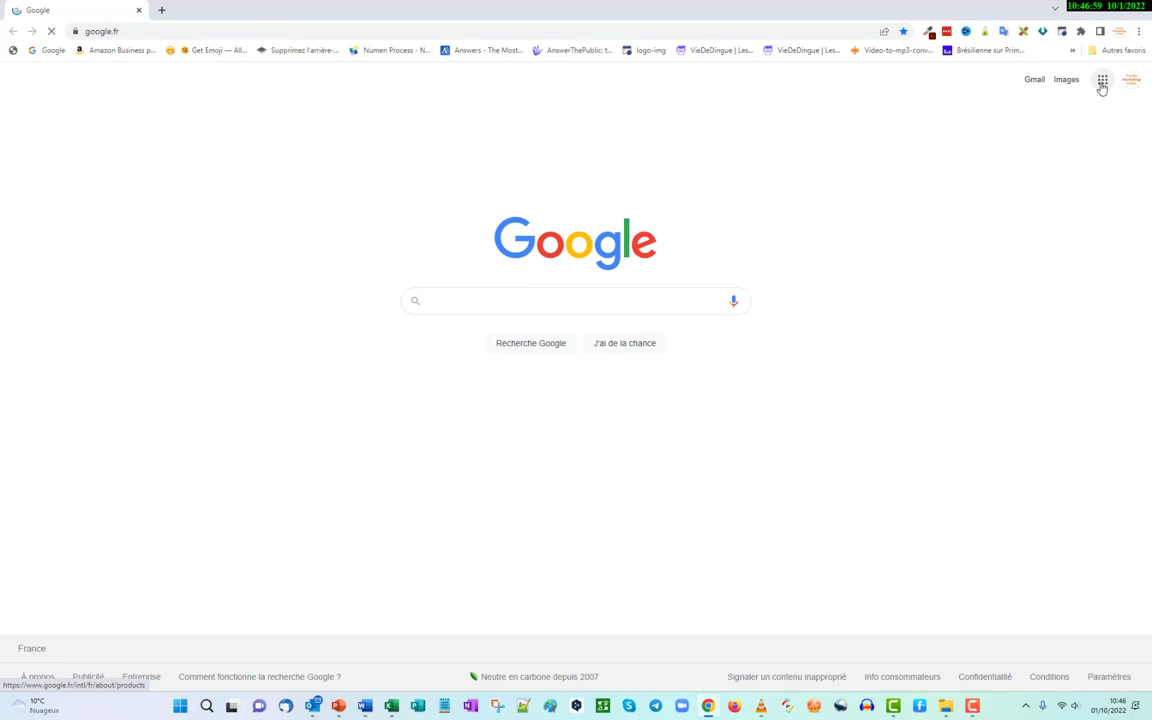 Google
10:46:59 10/1/2022
google.fr
Google
Amazon Business p...
Get Emoji — All...
Supprimez l'arrière-...
Numen Process - N...
Answers - The Most...
AnswerThePublic: t...
logo-img
VieDeDingue | Les...
VieDeDingue | Les...
Video-to-mp3-conv...
Brésilienne sur Prim...
»
Autres favoris
Gmail Images
Google
Recherche Google J'ai de la chance
France
À propos Publicité Entreprise Comment fonctionne la recherche Google ? Neutre en carbone depuis 2007 Signaler un contenu inapproprié Info consommateurs Confidentialité Conditions Paramètres
https://www.google.fr/intl/fr/about/products
10°C
Nuageux
10:46
01/10/2022